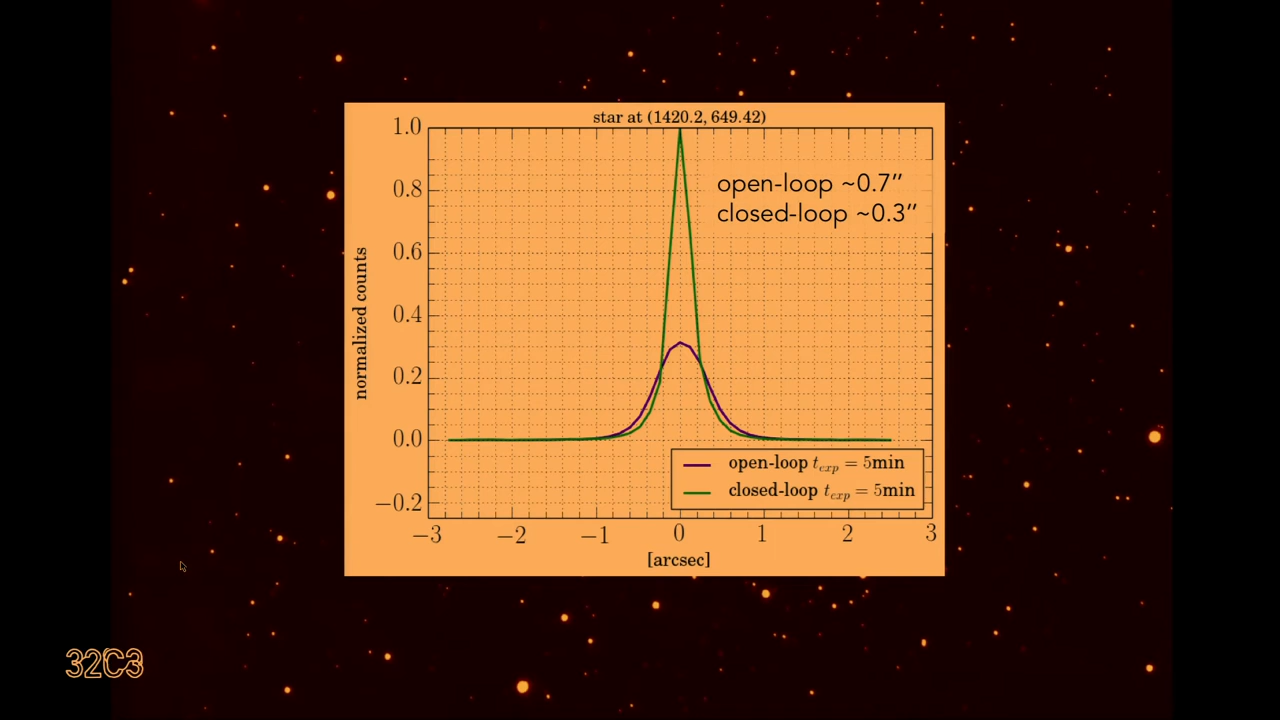 star at (1420.2, 649.42)
1.0
0.8
0.6
0.4
0.2
0.0
−0.2
normalized counts
open-loop ~0.7″
closed-loop ~0.3″
open-loop t_exp = 5min
closed-loop t_exp = 5min
−3 −2 −1 0 1 2 3
[arcsec]
32C3